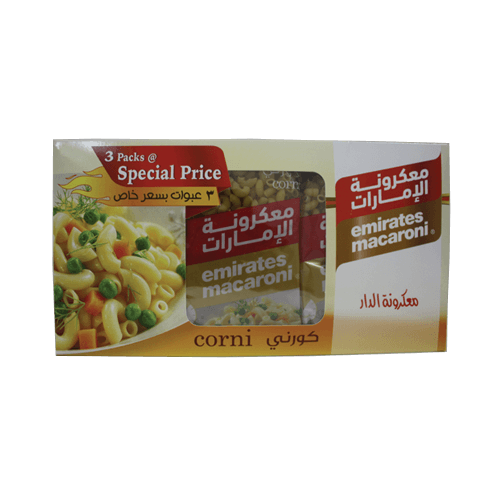 3 Packs @
Special Price
٣ عبوات بسعر خاص
معكرونة
الإمارات
emirates
macaroni
corni كورني
معكرونة
الإمارات
emirates
macaroni®
معكرونة الدار